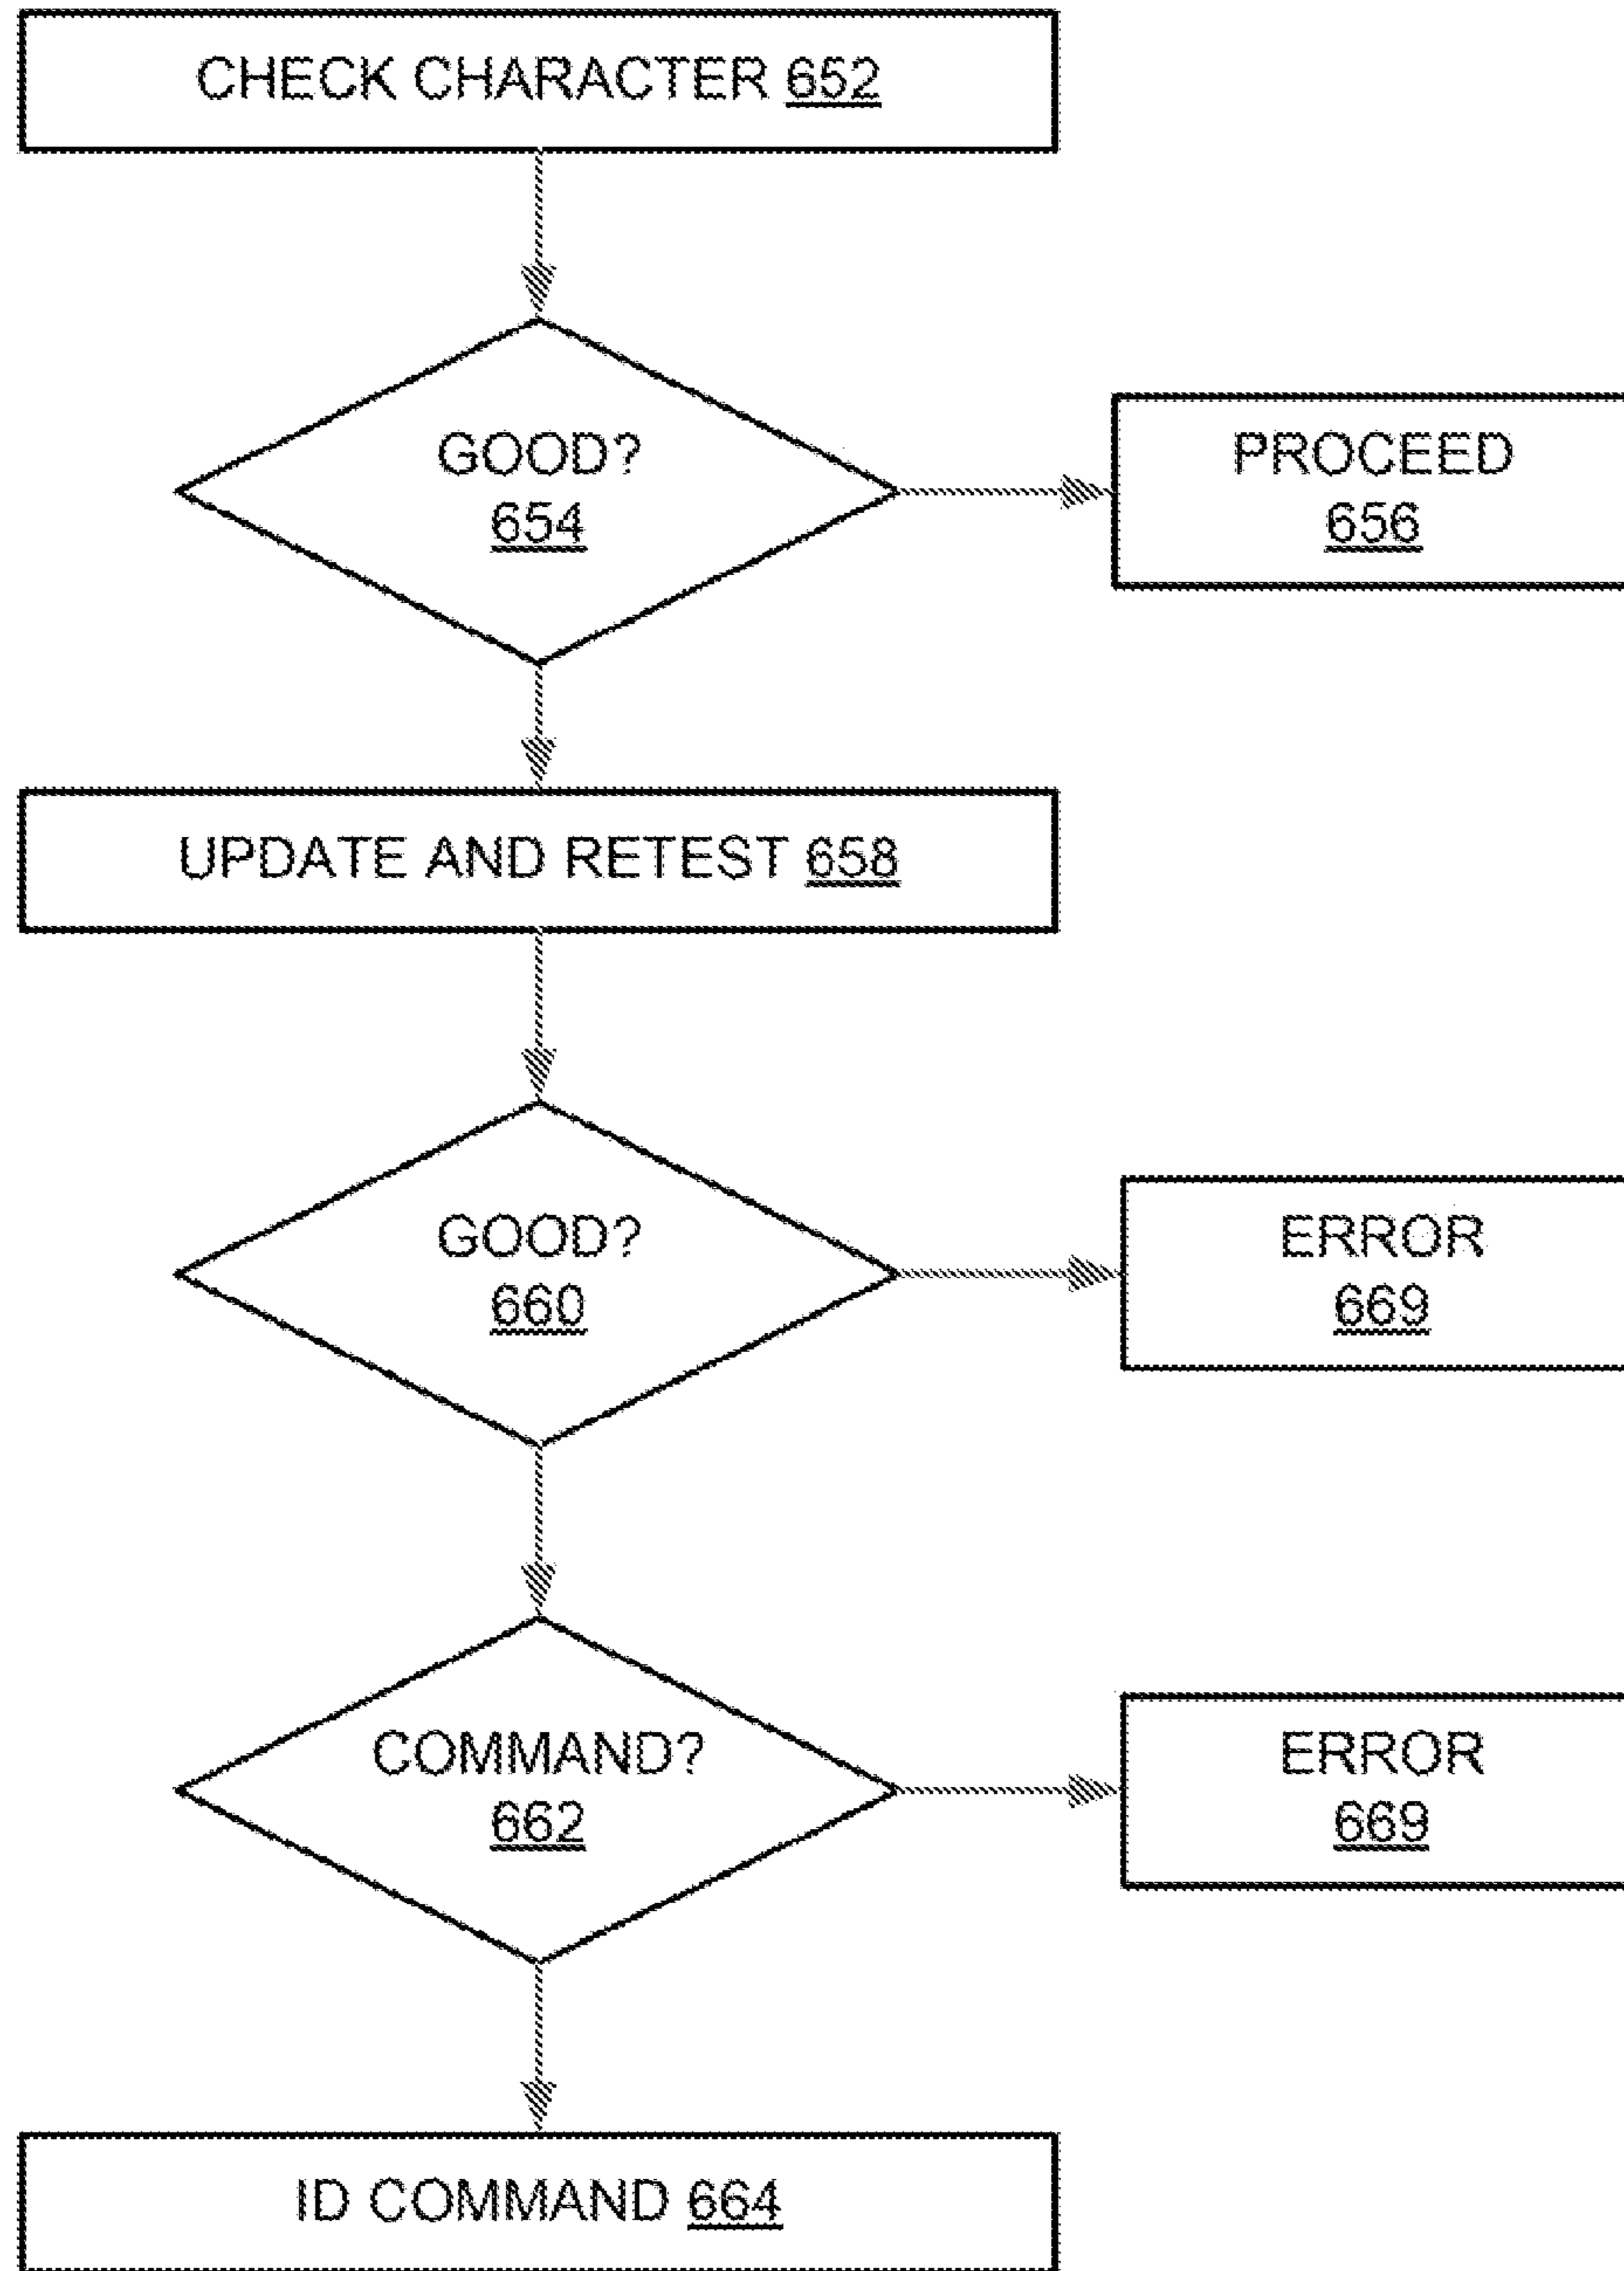 CHECK CHARACTER 652
GOOD?
654
PROCEED
656
UPDATE AND RETEST 658
GOOD?
660
ERROR
669
COMMAND?
662
ERROR
669
ID COMMAND 664